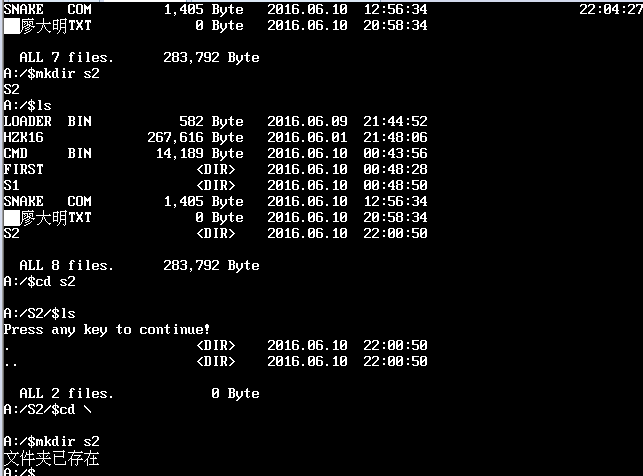 SNAKE COM 1,405 Byte 2016.06.10 12:56:34 22:04:27
廖大明TXT 0 Byte 2016.06.10 20:58:34
ALL 7 files. 283,792 Byte
A:/$mkdir s2
S2
A:/$ls
LOADER BIN 582 Byte 2016.06.09 21:44:52
HZK16 267,616 Byte 2016.06.01 21:48:06
CMD BIN 14,189 Byte 2016.06.10 00:43:56
FIRST <DIR> 2016.06.10 00:48:28
S1 <DIR> 2016.06.10 00:48:50
SNAKE COM 1,405 Byte 2016.06.10 12:56:34
廖大明TXT 0 Byte 2016.06.10 20:58:34
S2 <DIR> 2016.06.10 22:00:50
ALL 8 files. 283,792 Byte
A:/$cd s2
A:/S2/$ls
Press any key to continue!
. <DIR> 2016.06.10 22:00:50
.. <DIR> 2016.06.10 22:00:50
ALL 2 files. 0 Byte
A:/S2/$cd \
A:/$mkdir s2
文件夹已存在
A:/$